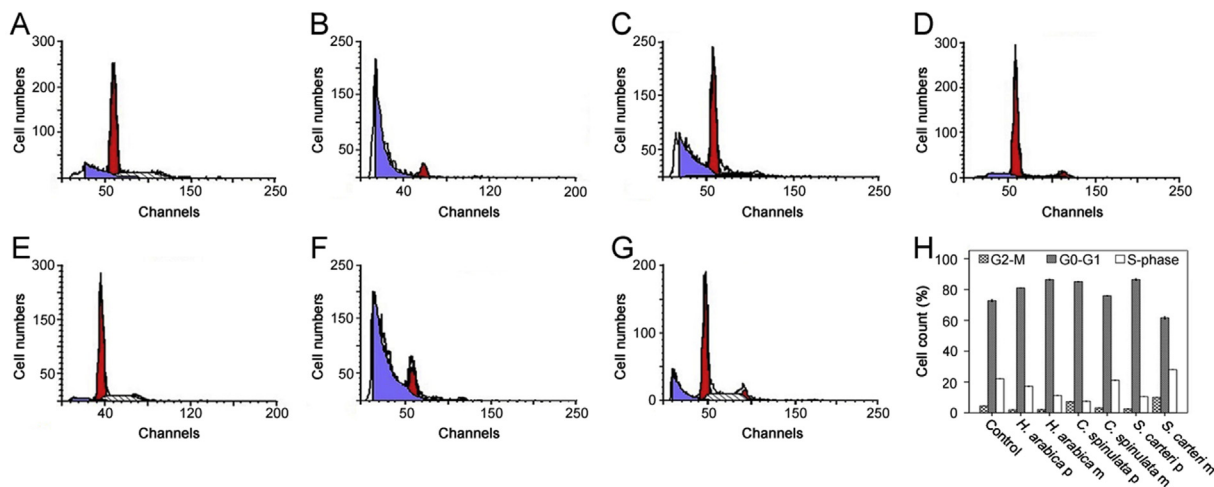 A
300
200
100
Cell numbers
50
150
250
Channels
B
250
150
50
Cell numbers
40
120
200
Channels
C
250
150
50
Cell numbers
50
150
250
Channels
D
300
200
100
Cell numbers
50
150
250
Channels
E
300
150
50
Cell numbers
40
120
200
Channels
F
250
150
50
Cell numbers
50
150
250
Channels
G
200
100
0
Cell numbers
50
150
250
Channels
H
100
80
60
40
20
0
Cell count (%)
G2-M G0-G1 S-phase
Control
H. arabica p
H. arabica m
C. spinulata p
C. spinulata m
S. carteri p
S. carteri m